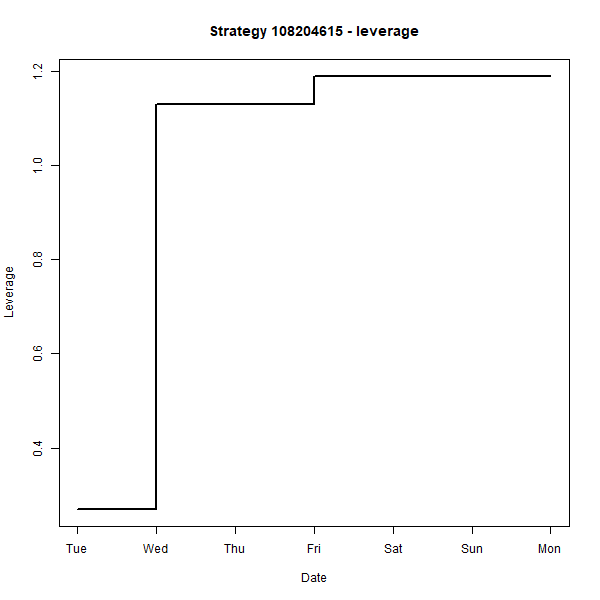 Strategy 108204615 - leverage
1.2
1.0
0.8
0.6
0.4
Leverage
Tue Wed Thu Fri Sat Sun Mon
Date